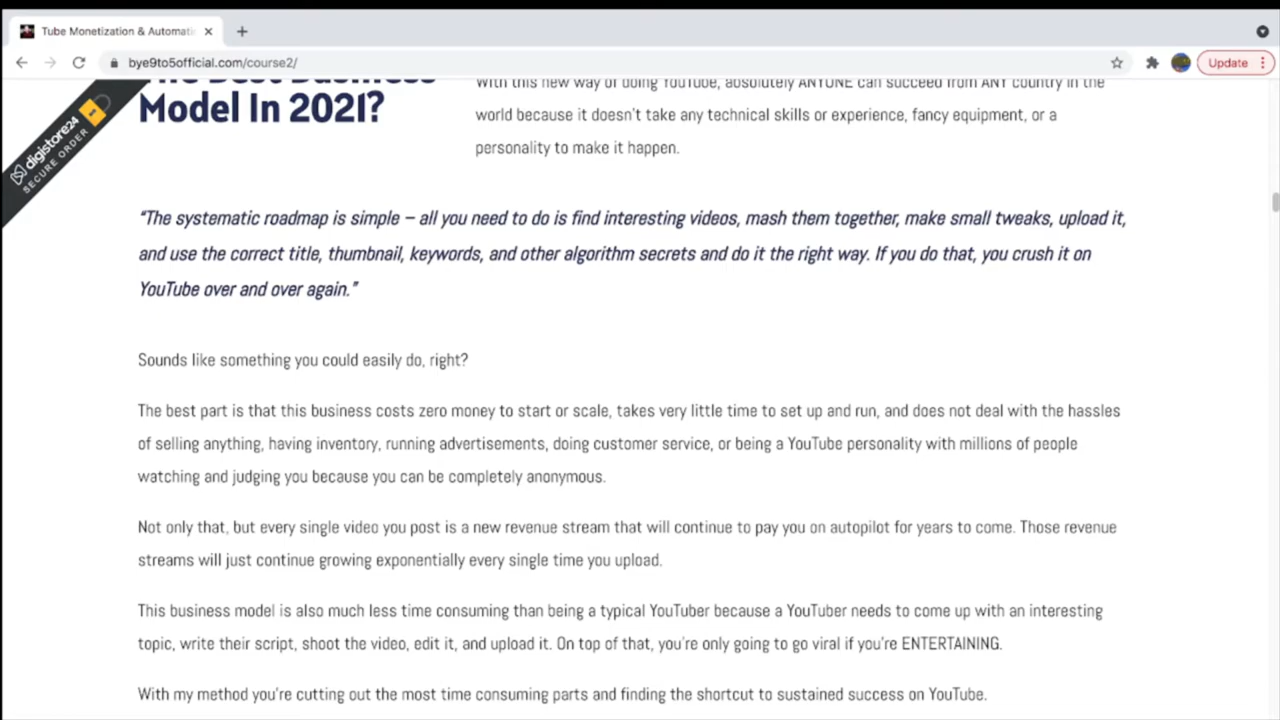 Tube Monetization & Automati
bye9to5official.com/course2/
Update
The Best Business
Model In 2021?
With this new way of doing YouTube, absolutely ANYONE can succeed from ANY country in the
world because it doesn't take any technical skills or experience, fancy equipment, or a
personality to make it happen.
digistore24
SECURE ORDER
“The systematic roadmap is simple – all you need to do is find interesting videos, mash them together, make small tweaks, upload it,
and use the correct title, thumbnail, keywords, and other algorithm secrets and do it the right way. If you do that, you crush it on
YouTube over and over again.”
Sounds like something you could easily do, right?
The best part is that this business costs zero money to start or scale, takes very little time to set up and run, and does not deal with the hassles
of selling anything, having inventory, running advertisements, doing customer service, or being a YouTube personality with millions of people
watching and judging you because you can be completely anonymous.
Not only that, but every single video you post is a new revenue stream that will continue to pay you on autopilot for years to come. Those revenue
streams will just continue growing exponentially every single time you upload.
This business model is also much less time consuming than being a typical YouTuber because a YouTuber needs to come up with an interesting
topic, write their script, shoot the video, edit it, and upload it. On top of that, you're only going to go viral if you're ENTERTAINING.
With my method you're cutting out the most time consuming parts and finding the shortcut to sustained success on YouTube.